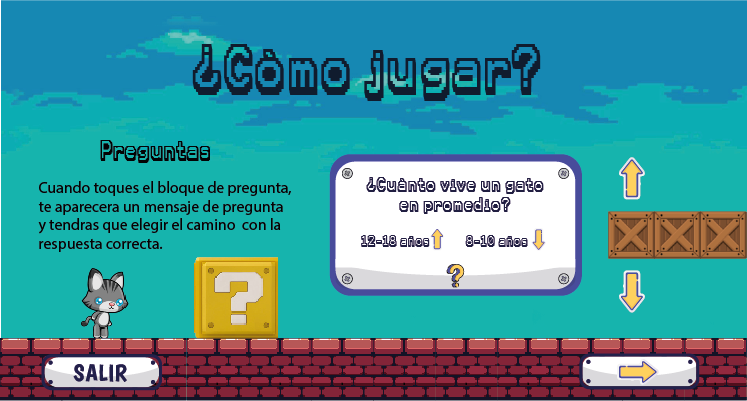 ¿Còmo jugar?
Preguntas
Cuando toques el bloque de pregunta,
te aparecera un mensaje de pregunta
y tendras que elegir el camino con la
respuesta correcta.
¿Cuànto vive un gato
en promedio?
12-18 años 8-10 años
?
?
SALIR